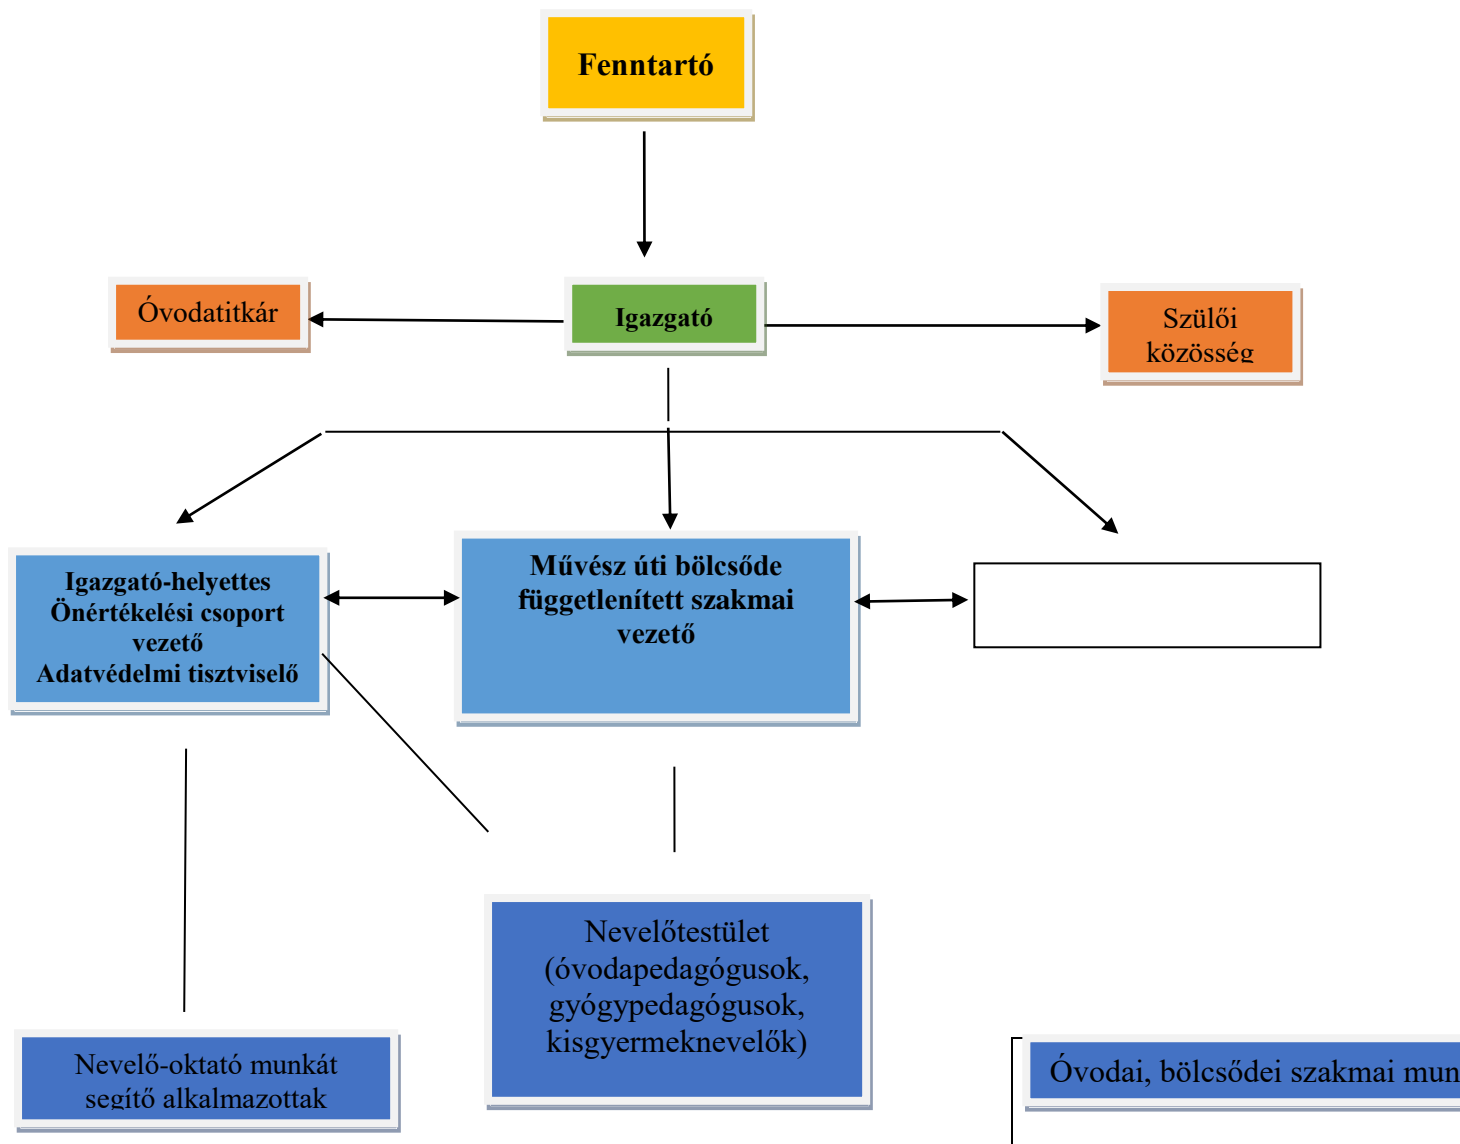 Fenntartó
Óvodatitkár
Igazgató
Szülői
közösség
Igazgató-helyettes
Önértékelési csoport
vezető
Adatvédelmi tisztviselő
Művész úti bölcsőde
függetlenített szakmai
vezető
Nevelőtestület
(óvodapedagógusok,
gyógypedagógusok,
kisgyermeknevelők)
Nevelő-oktató munkát
segítő alkalmazottak
Óvodai, bölcsődei szakmai mun